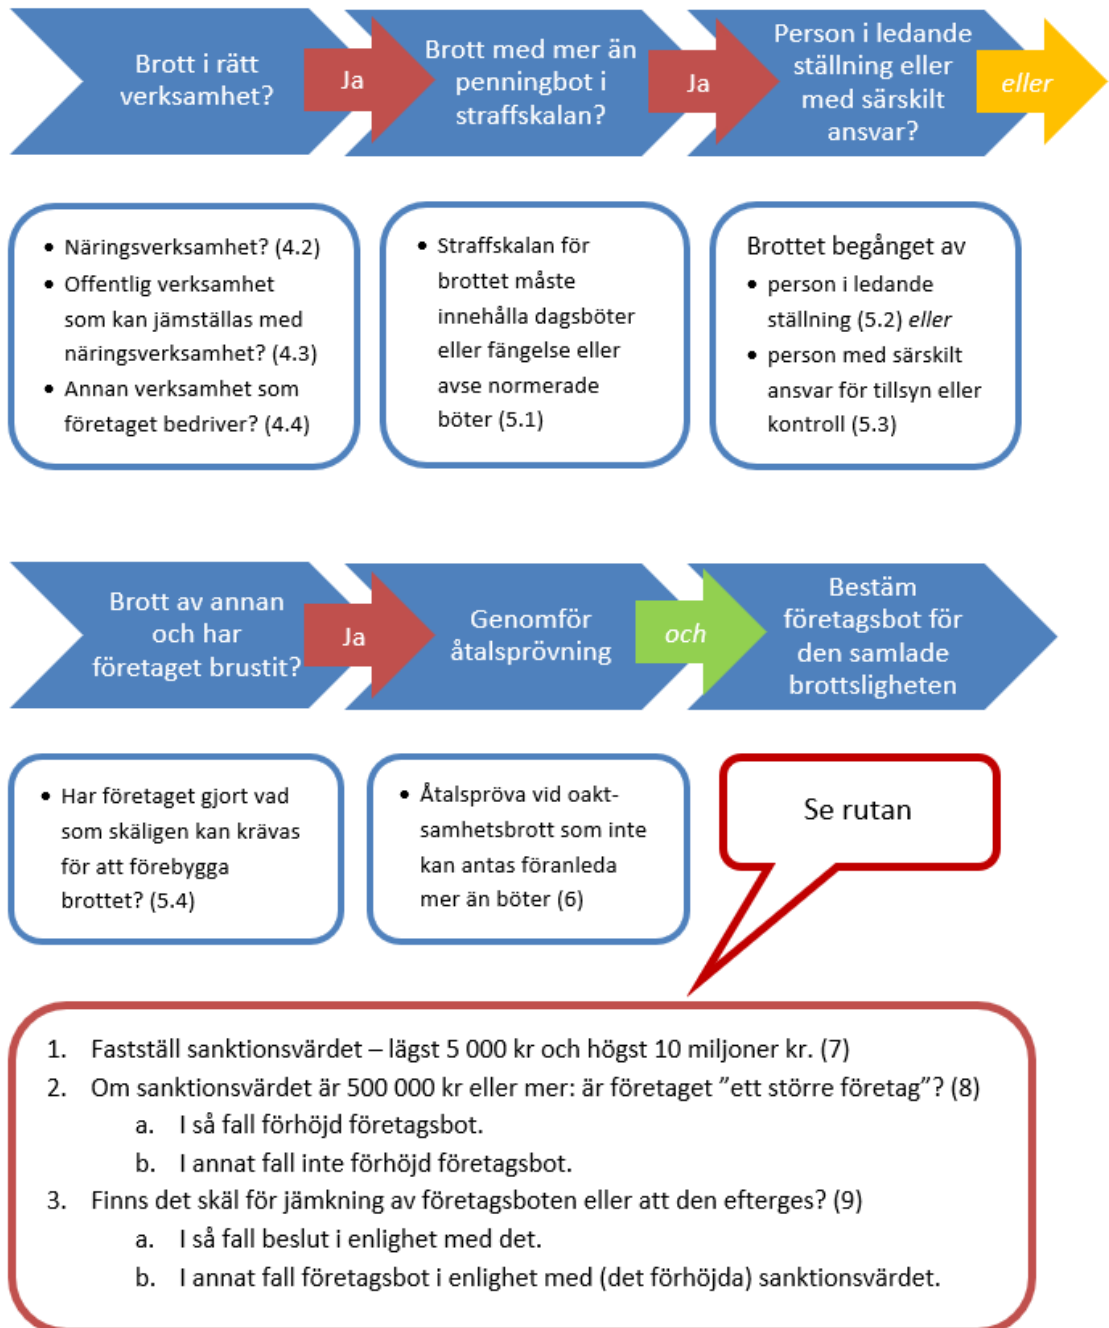 Brott i rätt
verksamhet?
Ja
Brott med mer än
penningbot i
straffskalan?
Ja
Person i ledande
ställning eller
med särskilt
ansvar?
eller
• Näringsverksamhet? (4.2)
• Offentlig verksamhet
som kan jämställas med
näringsverksamhet? (4.3)
• Annan verksamhet som
företaget bedriver? (4.4)
• Straffskalan för
brottet måste
innehålla dagsböter
eller fängelse eller
avse normerade
böter (5.1)
Brottet begånget av
• person i ledande
ställning (5.2) eller
• person med särskilt
ansvar för tillsyn eller
kontroll (5.3)
Brott av annan
och har
företaget brustit?
Ja
Genomför
åtalsprövning
och
Bestäm
företagsbot för
den samlade
brottsligheten
• Har företaget gjort vad
som skäligen kan krävas
för att förebygga
brottet? (5.4)
• Åtalspröva vid oakt-
samhetsbrott som inte
kan antas föranleda
mer än böter (6)
Se rutan
1. Fastställ sanktionsvärdet – lägst 5 000 kr och högst 10 miljoner kr. (7)
2. Om sanktionsvärdet är 500 000 kr eller mer: är företaget ”ett större företag”? (8)
a. I så fall förhöjd företagsbot.
b. I annat fall inte förhöjd företagsbot.
3. Finns det skäl för jämkning av företagsboten eller att den efterges? (9)
a. I så fall beslut i enlighet med det.
b. I annat fall företagsbot i enlighet med (det förhöjda) sanktionsvärdet.